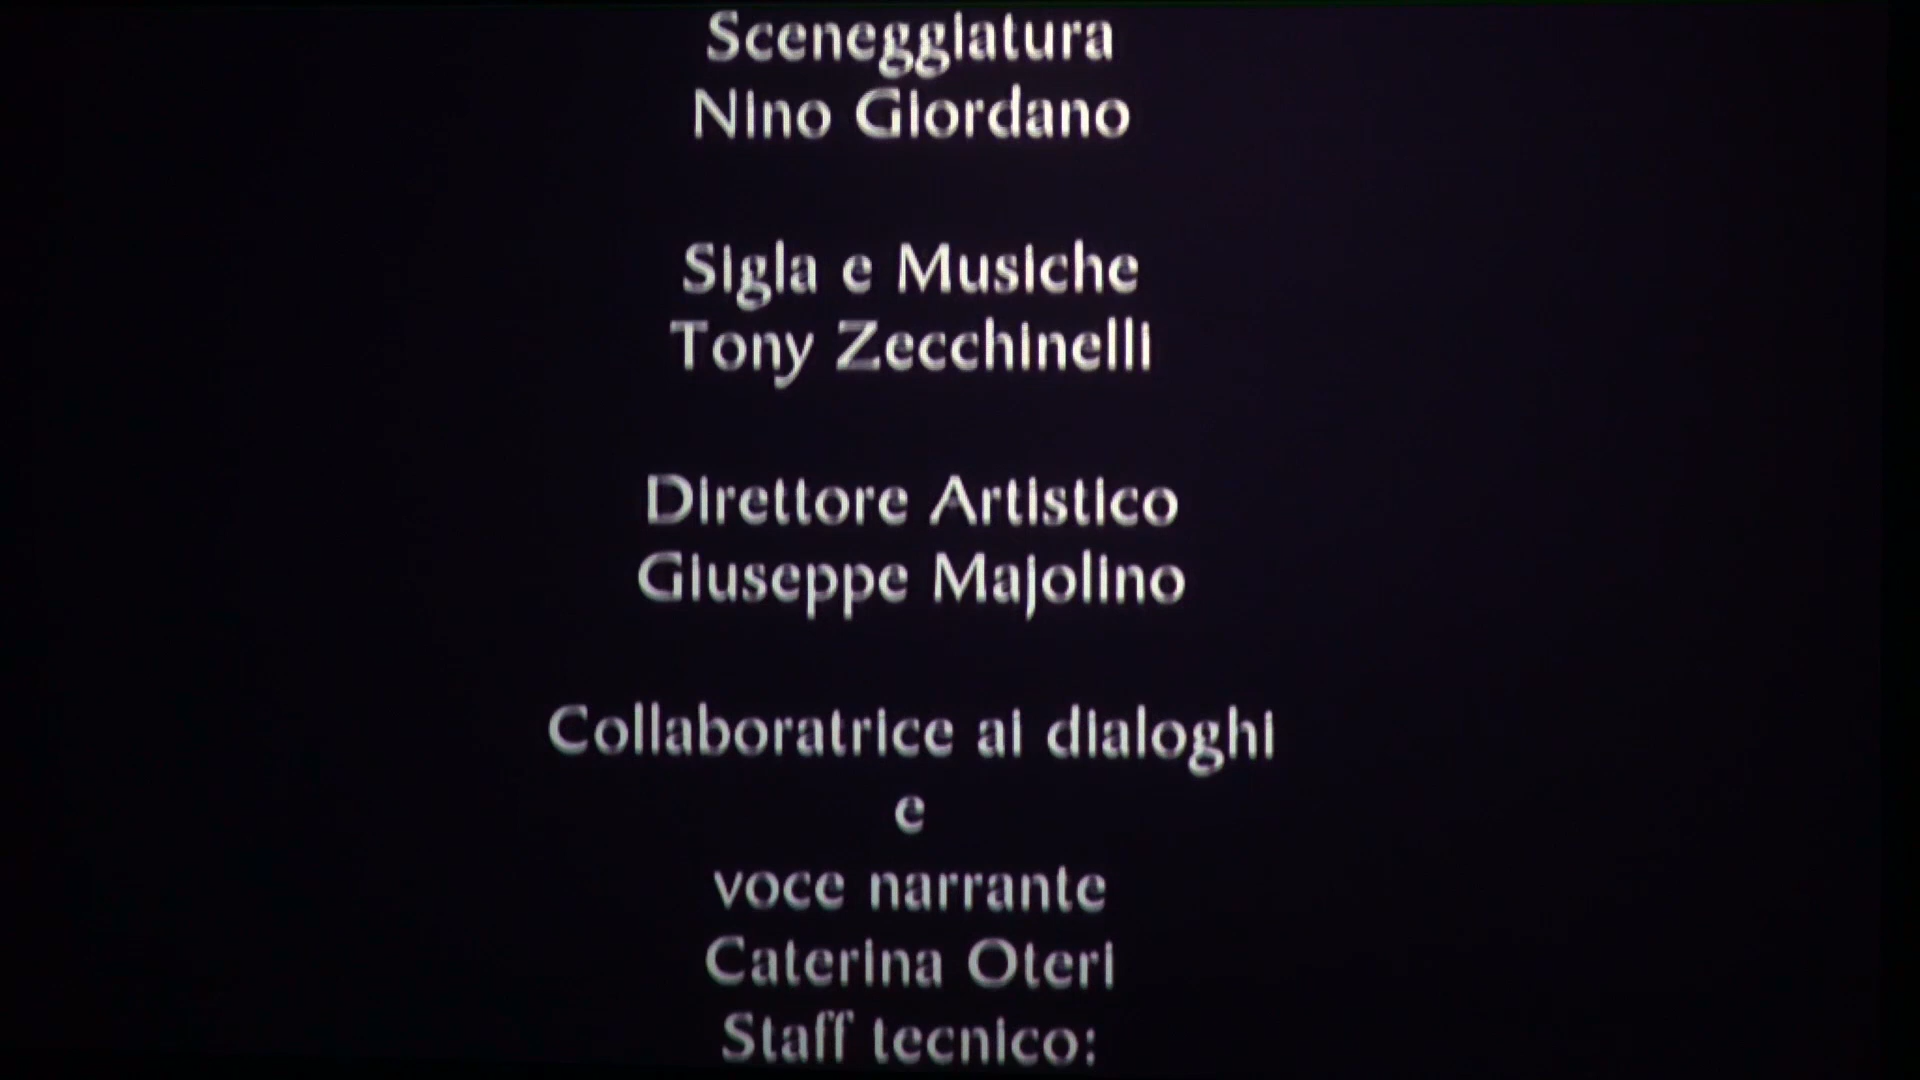 Sceneggiatura
Nino Giordano
Sigla e Musiche
Tony Zecchinelli
Direttore Artistico
Giuseppe Majolino
Collaboratrice ai dialoghi
e
voce narrante
Caterina Oteri
Staff tecnico: